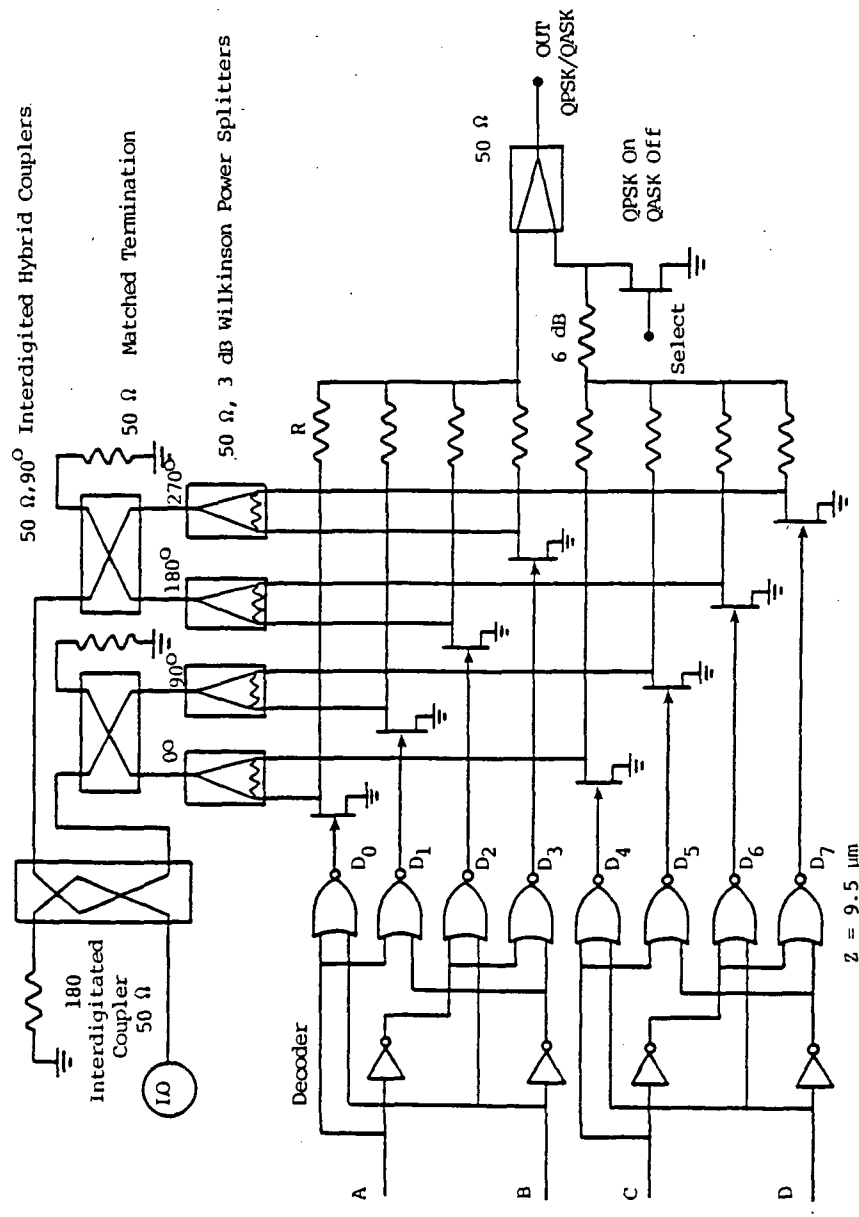 50 Ω,90° Interdigited Hybrid Couplers.
50 Ω Matched Termination
50 Ω, 3 dB Wilkinson Power Splitters
180
Interdigitated
Coupler
50 Ω
LO
0°
90°
180°
270°
Decoder
R
A
B
C
D
D0
D1
D2
D3
D4
D5
D6
D7
6 dB
50 Ω
OUT
QPSK/QASK
QPSK On
QASK Off
Select
Z = 9.5 μm